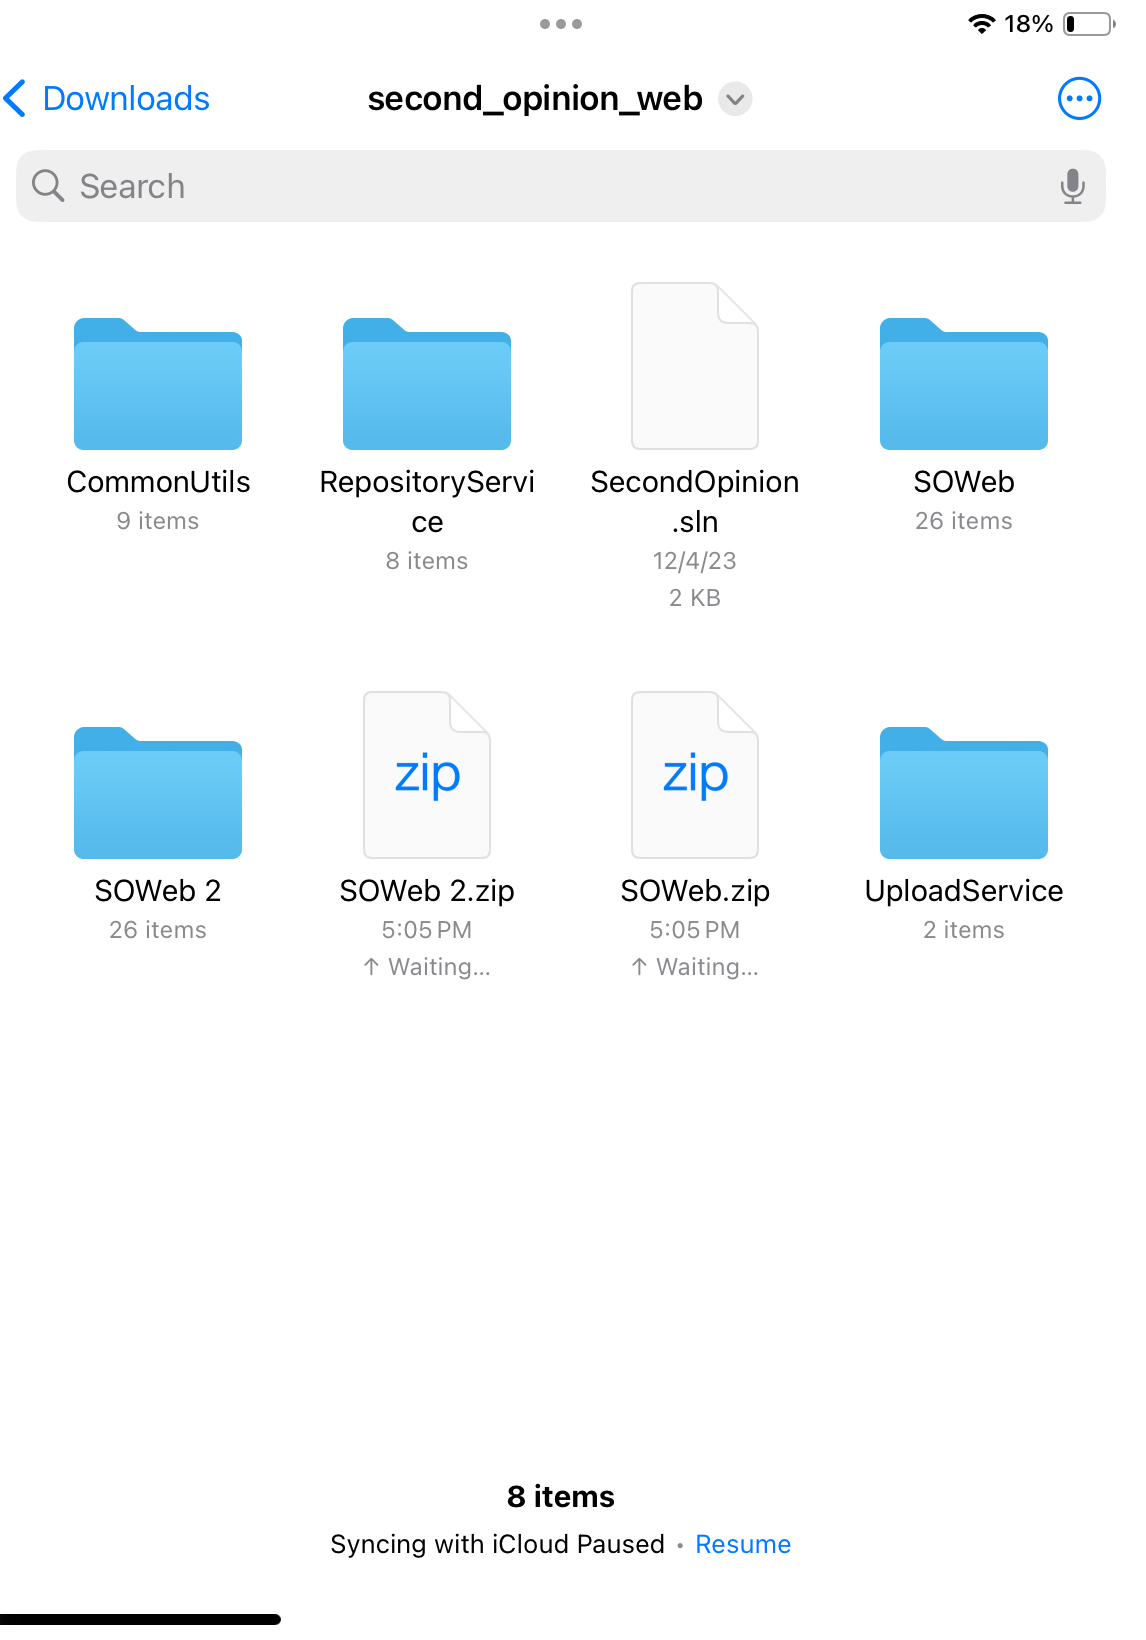 18%
Downloads
second_opinion_web
Search
CommonUtils
9 items
RepositoryServi
ce
8 items
SecondOpinion
.sln
12/4/23
2 KB
SOWeb
26 items
SOWeb 2
26 items
zip
SOWeb 2.zip
5:05 PM
↑ Waiting...
zip
SOWeb.zip
5:05 PM
↑ Waiting...
UploadService
2 items
8 items
Syncing with iCloud Paused • Resume